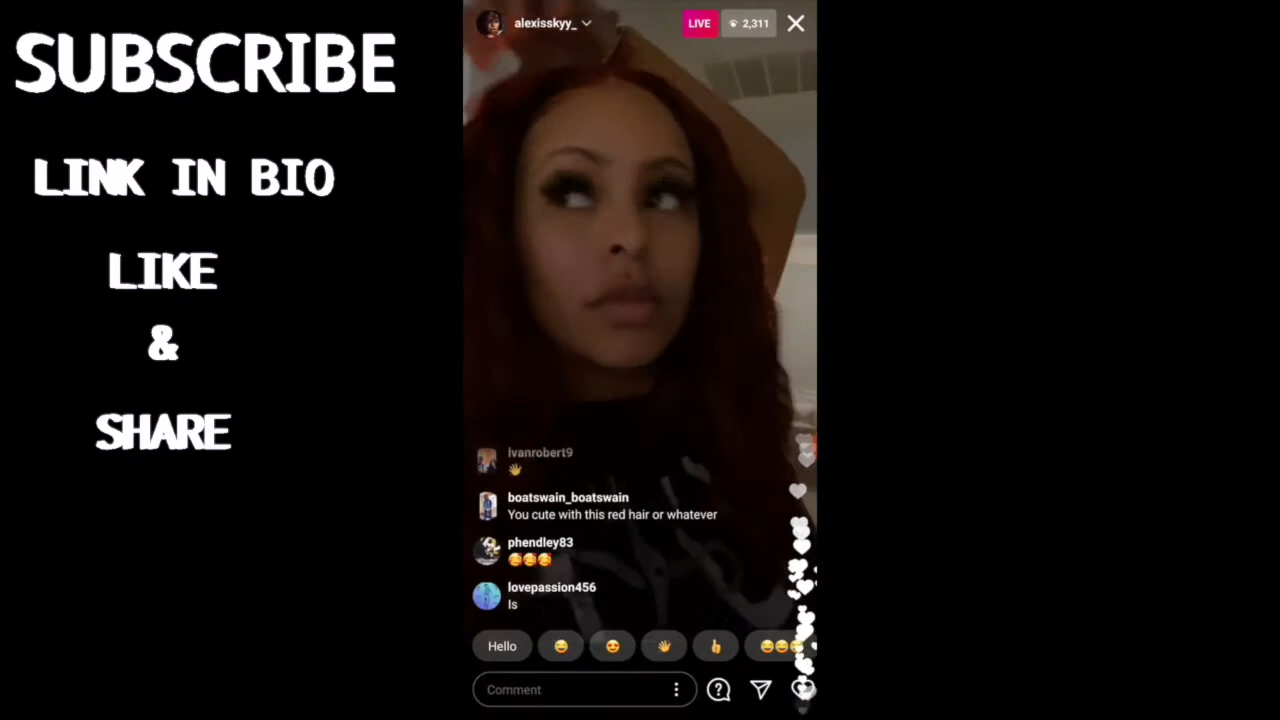 SUBSCRIBE
LINK IN BIO
LIKE
&
SHARE
alexisskyy_
LIVE
2,311
ivanrobert9
👋
boatswain_boatswain
You cute with this red hair or whatever
phendley83
🥰🥰🥰
lovepassion456
Is
Hello 😂 😍 👋 👍 😂😂😂
Comment